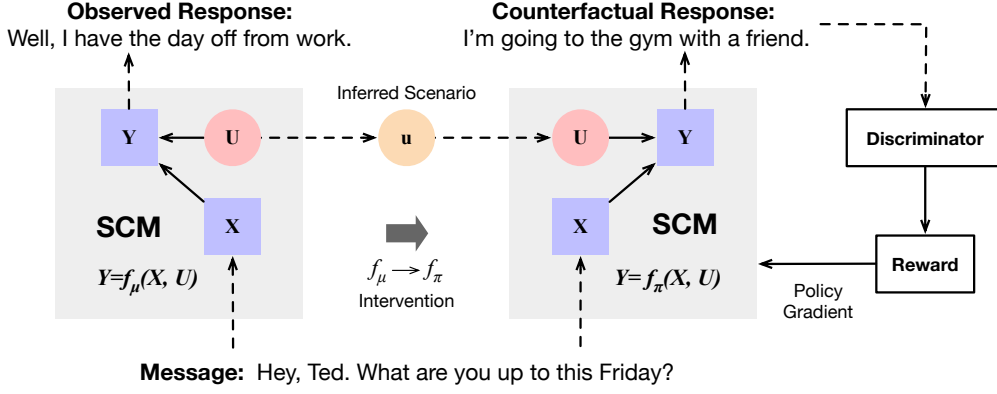 Observed Response:
Well, I have the day off from work.
Counterfactual Response:
I'm going to the gym with a friend.
Inferred Scenario
Y
U
u
U
Y
Discriminator
X
SCM
Y=fμ(X, U)
fμ → fπ
Intervention
X
SCM
Y=fπ(X, U)
Reward
Policy
Gradient
Message: Hey, Ted. What are you up to this Friday?